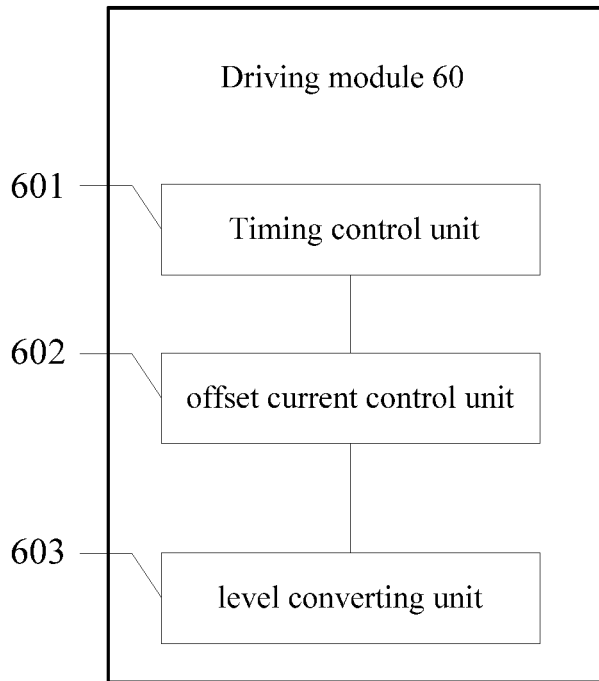 Driving module 60
601
Timing control unit
602
offset current control unit
603
level converting unit